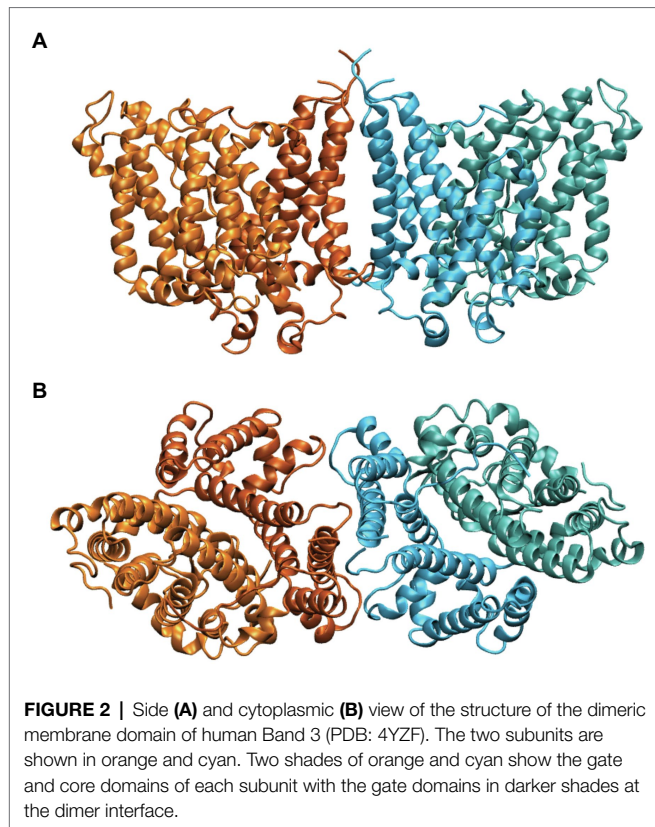 A
B
FIGURE 2 | Side (A) and cytoplasmic (B) view of the structure of the dimeric
membrane domain of human Band 3 (PDB: 4YZF). The two subunits are
shown in orange and cyan. Two shades of orange and cyan show the gate
and core domains of each subunit with the gate domains in darker shades at
the dimer interface.